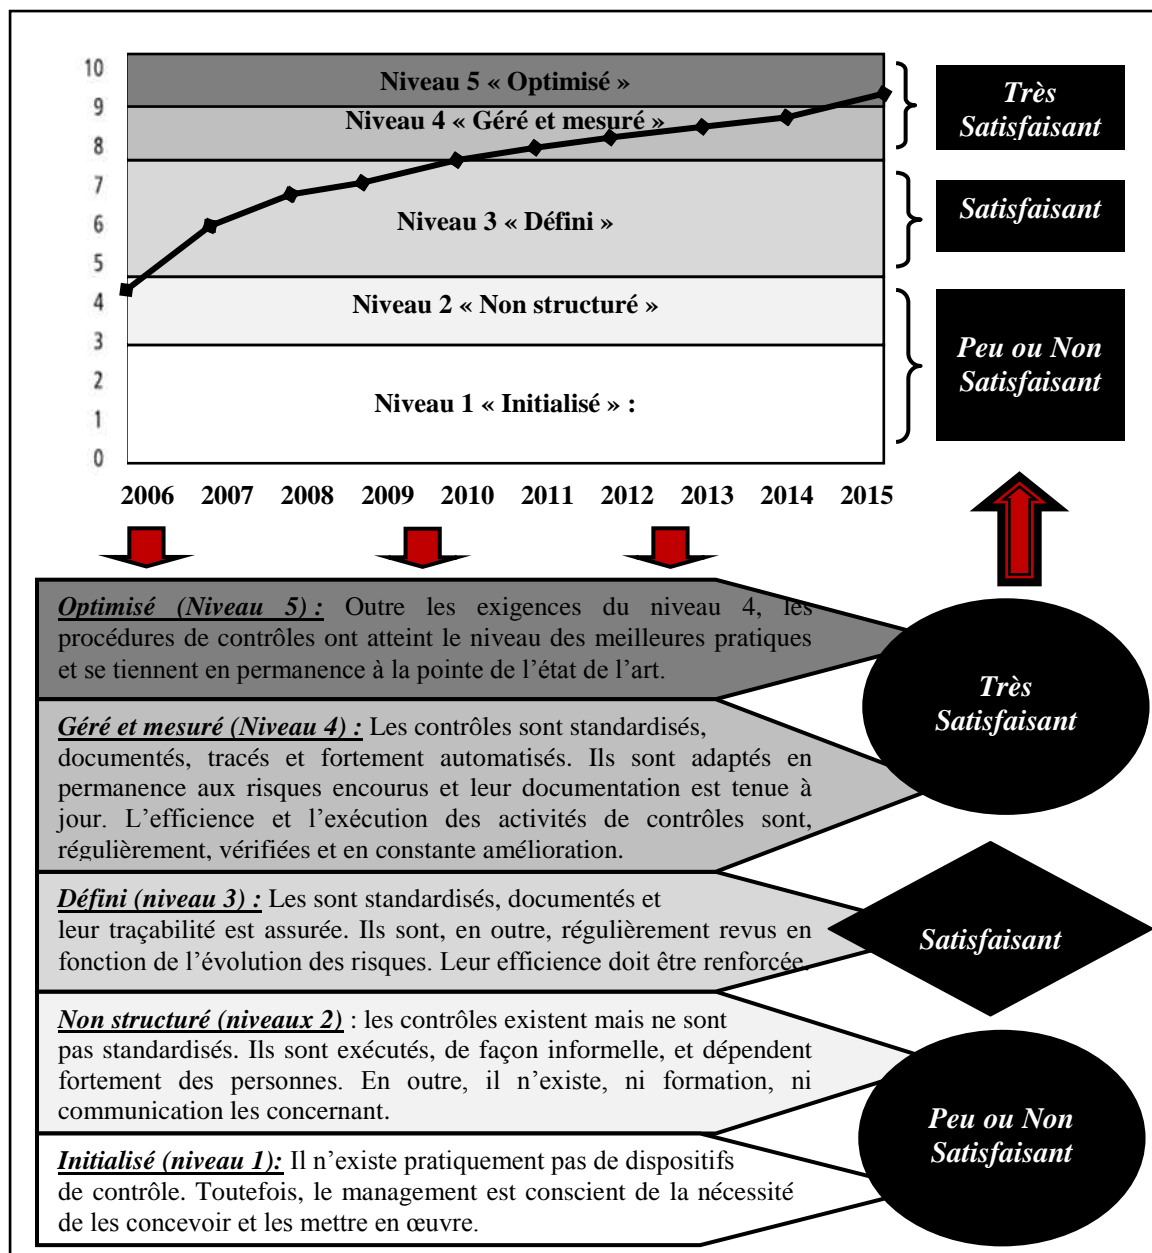 10
9
8
7
6
5
4
3
2
1
0
Niveau 5 « Optimisé »
Niveau 4 « Géré et mesuré »
Niveau 3 « Défini »
Niveau 2 « Non structuré »
Niveau 1 « Initialisé » :
Très
Satisfaisant
Satisfaisant
Peu ou Non
Satisfaisant
2006 2007 2008 2009 2010 2011 2012 2013 2014 2015
Optimisé (Niveau 5) : Outre les exigences du niveau 4, les
procédures de contrôles ont atteint le niveau des meilleures pratiques
et se tiennent en permanence à la pointe de l’état de l’art.
Géré et mesuré (Niveau 4) : Les contrôles sont standardisés,
documentés, tracés et fortement automatisés. Ils sont adaptés en
permanence aux risques encourus et leur documentation est tenue à
jour. L’efficience et l’exécution des activités de contrôles sont,
régulièrement, vérifiées et en constante amélioration.
Très
Satisfaisant
Défini (niveau 3) : Les sont standardisés, documentés et
leur traçabilité est assurée. Ils sont, en outre, régulièrement revus en
fonction de l’évolution des risques. Leur efficience doit être renforcée.
Satisfaisant
Non structuré (niveaux 2) : les contrôles existent mais ne sont
pas standardisés. Ils sont exécutés, de façon informelle, et dépendent
fortement des personnes. En outre, il n’existe, ni formation, ni
communication les concernant.
Initialisé (niveau 1): Il n’existe pratiquement pas de dispositifs
de contrôle. Toutefois, le management est conscient de la nécessité
de les concevoir et les mettre en œuvre.
Peu ou Non
Satisfaisant